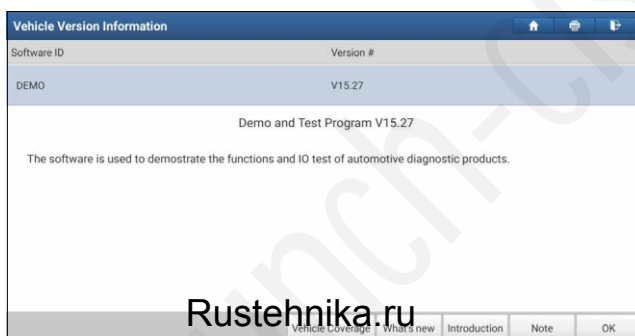 Vehicle Version Information
Software ID Version #
DEMO V15.27
Demo and Test Program V15.27
The software is used to demostrate the functions and IO test of automotive diagnostic products.
Rustehnika.ru
Vehicle Coverage What's new Introduction Note OK